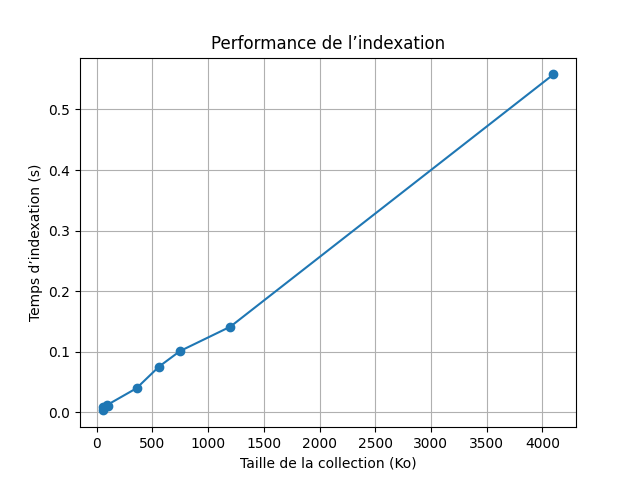 Performance de l’indexation
Temps d’indexation (s)
0.5
0.4
0.3
0.2
0.1
0.0
0 500 1000 1500 2000 2500 3000 3500 4000
Taille de la collection (Ko)